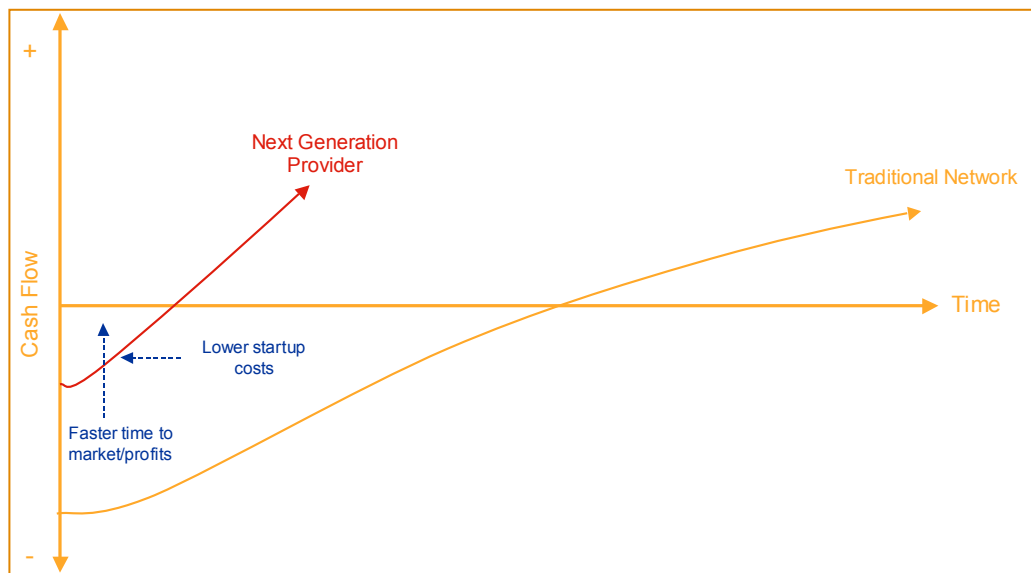 +
Next Generation
Provider
Traditional Network
Cash Flow
Time
Lower startup
costs
Faster time to
market/profits
-